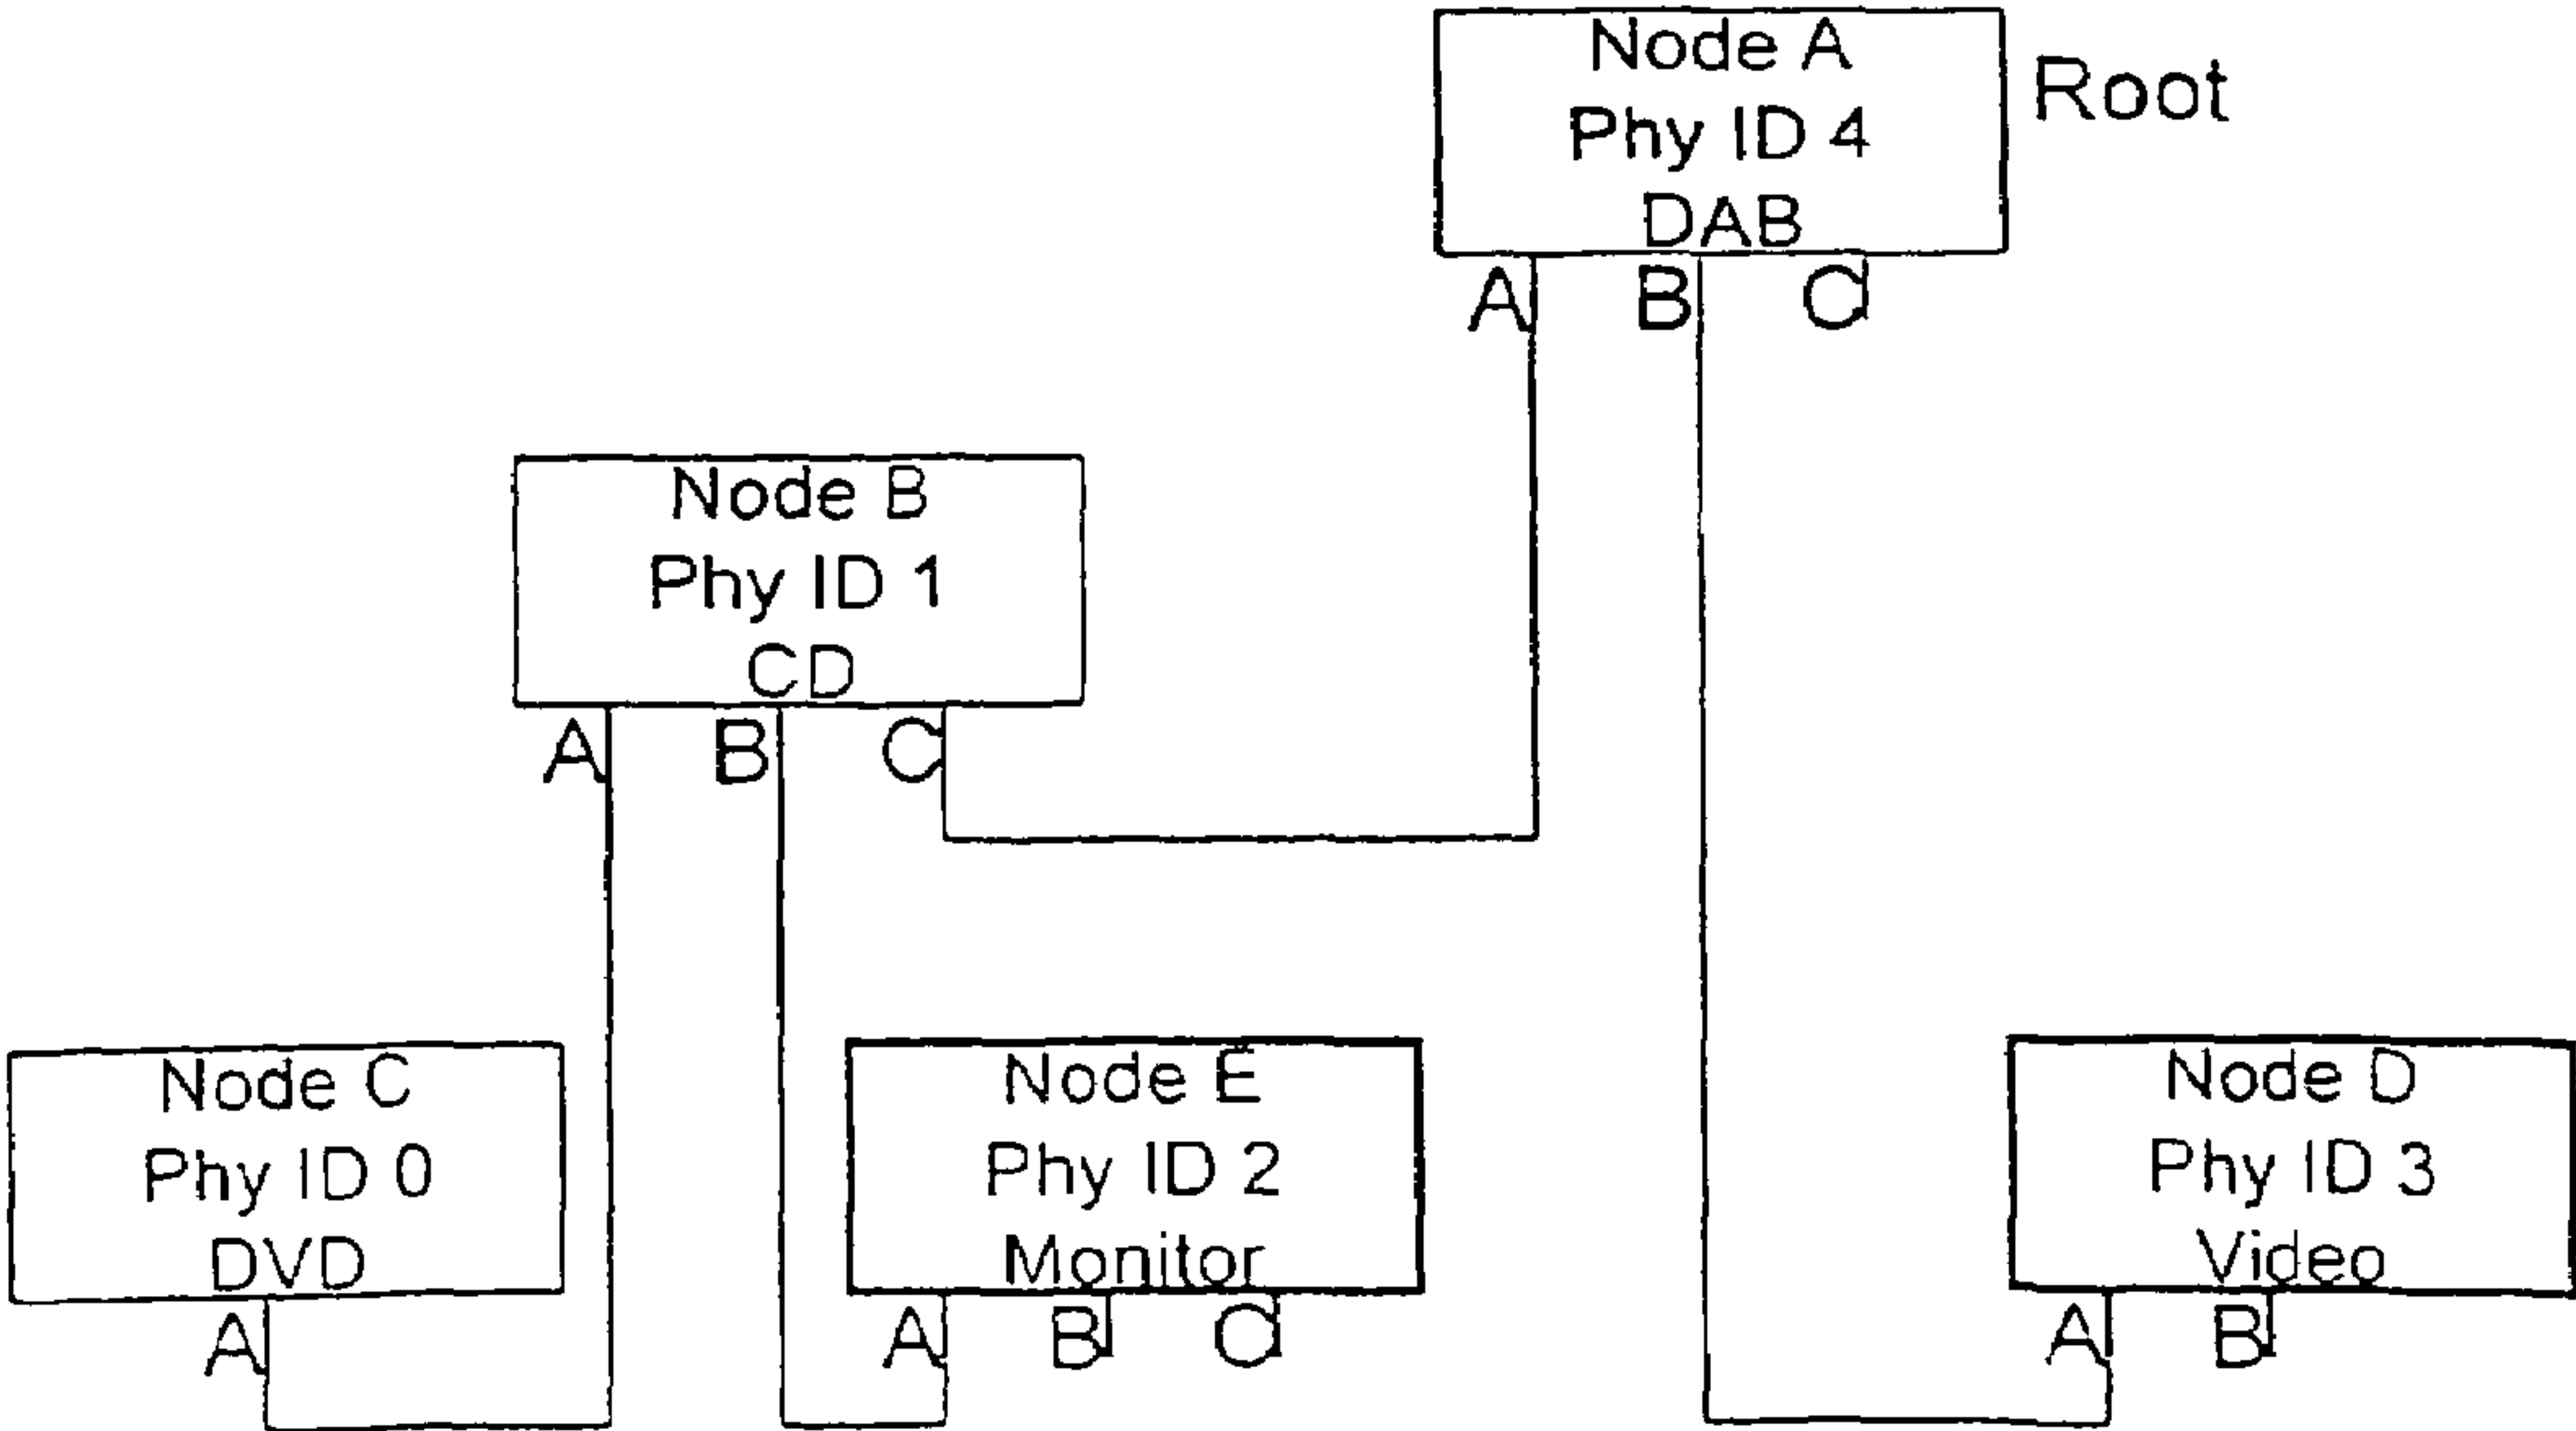 Node A
Phy ID 4
DAB
Root
A B C
Node B
Phy ID 1
CD
A B C
Node C
Phy ID 0
DVD
A
Node E
Phy ID 2
Monitor
A B C
Node D
Phy ID 3
Video
A B